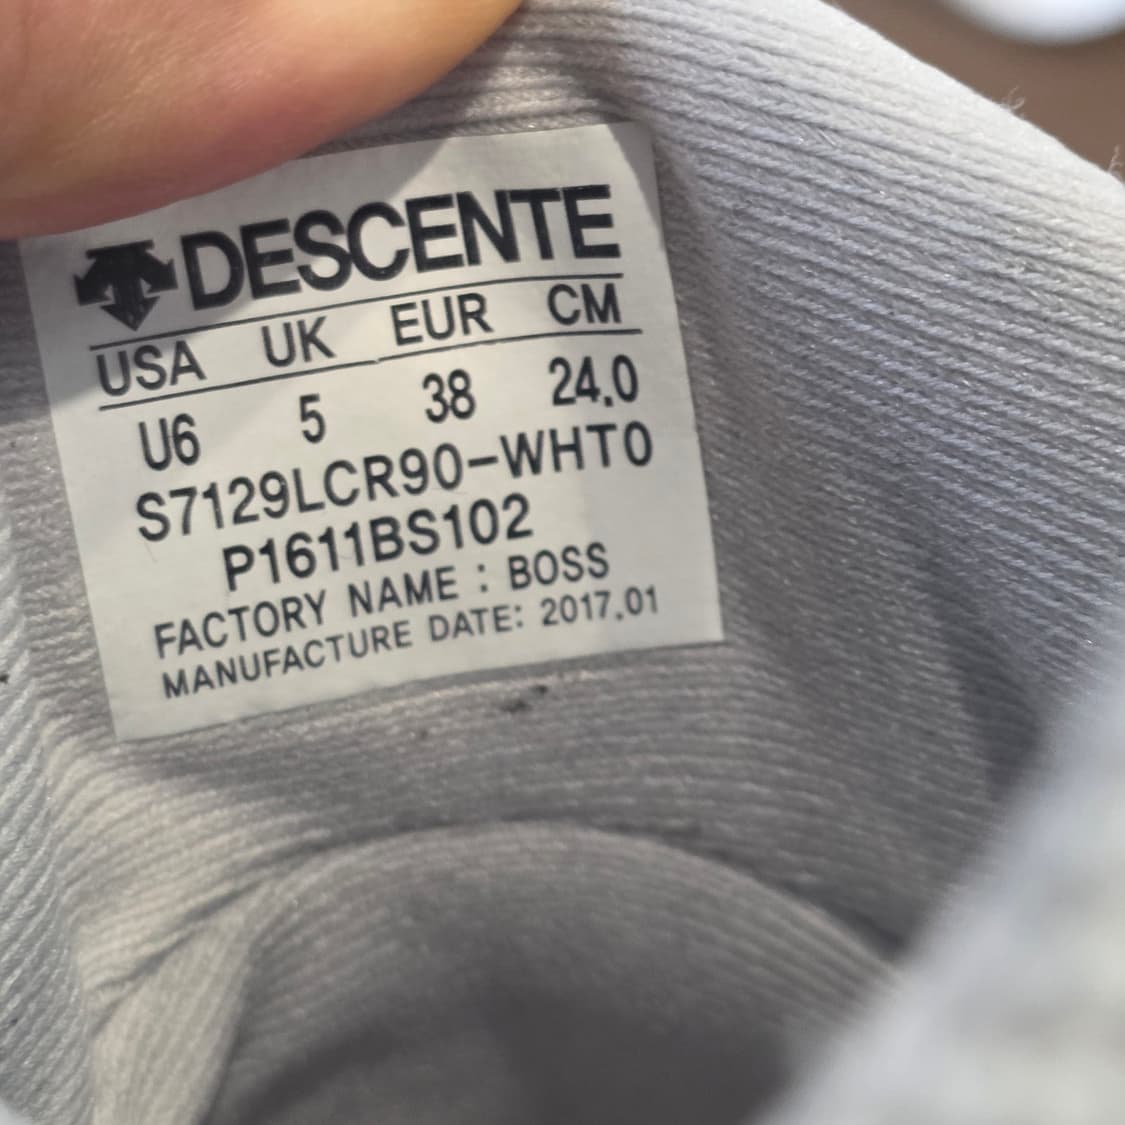 DESCENTE
USA UK EUR CM
U6 5 38 24.0
S7129LCR90-WHT0
P1611BS102
FACTORY NAME : BOSS
MANUFACTURE DATE: 2017.01